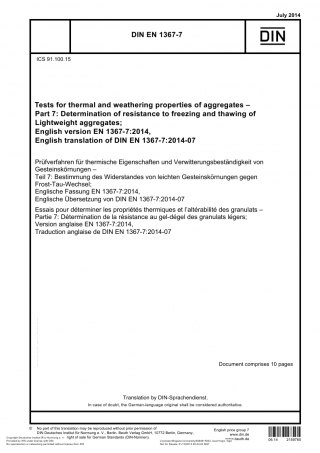 July 2014
DIN EN 1367-7
DIN
ICS 91.100.15
Tests for thermal and weathering properties of aggregates –
Part 7: Determination of resistance to freezing and thawing of
Lightweight aggregates;
English version EN 1367-7:2014,
English translation of DIN EN 1367-7:2014-07
Prüfverfahren für thermische Eigenschaften und Verwitterungsbeständigkeit von
Gesteinskörnungen –
Teil 7: Bestimmung des Widerstandes von leichten Gesteinskörnungen gegen
Frost-Tau-Wechsel;
Englische Fassung EN 1367-7:2014,
Englische Übersetzung von DIN EN 1367-7:2014-07
Essais pour déterminer les propriétés thermiques et l'altérabilité des granulats –
Partie 7: Détermination de la résistance au gel-dégel des granulats légers;
Version anglaise EN 1367-7:2014,
Traduction anglaise de DIN EN 1367-7:2014-07
Document comprises 10 pages
Translation by DIN-Sprachendienst.
In case of doubt, the German-language original shall be considered authoritative.
No part of this translation may be reproduced without prior permission of
DIN Deutsches Institut für Normung e. V., Berlin. Beuth Verlag GmbH, 10772 Berlin, Germany,
right of sale for German Standards (DIN-Normen).
English price group 7
www.din.de
www.beuth.de